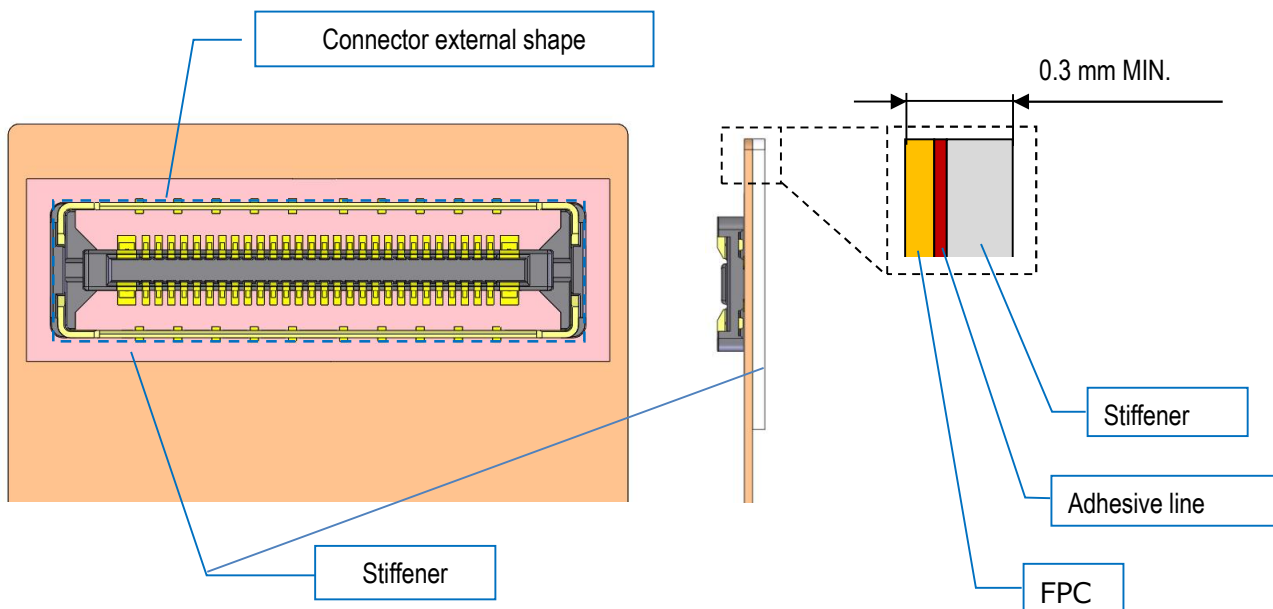 Connector external shape
0.3 mm MIN.
Stiffener
Adhesive line
Stiffener
FPC